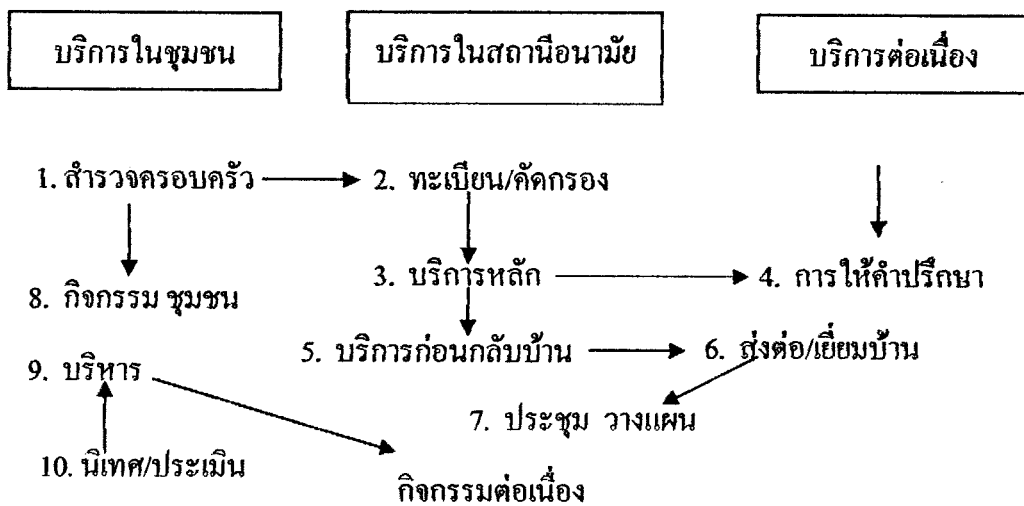 บริการในชุมชน
บริการในสถานีอนามัย
บริการต่อเนื่อง
1. สำรวจครอบครัว
2. ทะเบียน/คัดกรอง
3. บริการหลัก
4. การให้คำปรึกษา
8. กิจกรรม ชุมชน
5. บริการก่อนกลับบ้าน
6. ส่งต่อ/เยี่ยมบ้าน
9. บริหาร
7. ประชุม วางแผน
10. นิเทศ/ประเมิน
กิจกรรมต่อเนื่อง